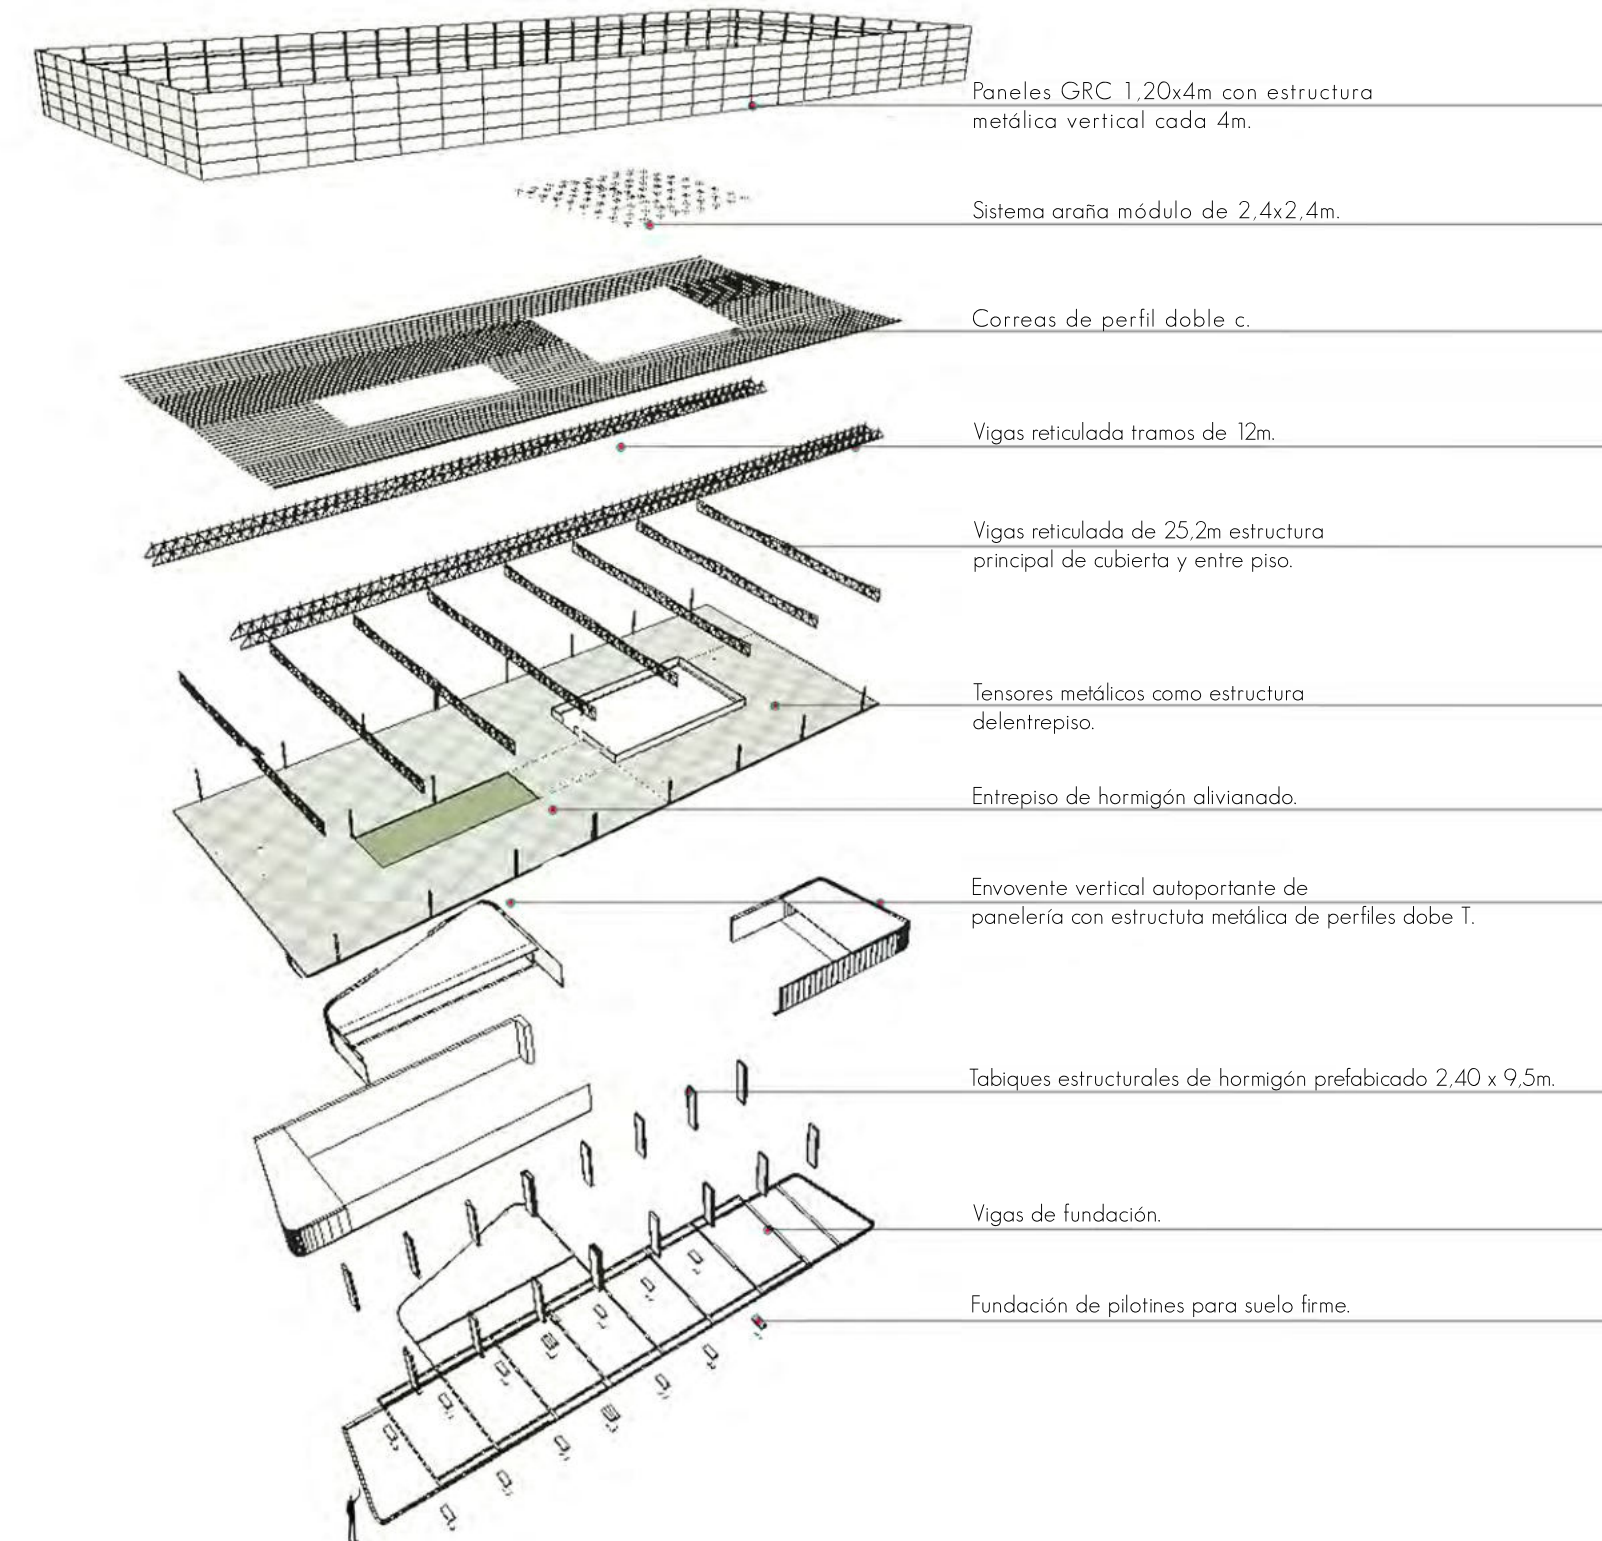 Paneles GRC 1,20x4m con estructura
metálica vertical cada 4m.
Sistema araña módulo de 2,4x2,4m.
Correas de perfil doble c.
Vigas reticulada tramos de 12m.
Vigas reticulada de 25,2m estructura
principal de cubierta y entre piso.
Tensores metálicos como estructura
delentrepiso.
Entrepiso de hormigón alivianado.
Envovente vertical autoportante de
panelería con estructuta metálica de perfiles dobe T.
Tabiques estructurales de hormigón prefabicado 2,40 x 9,5m.
Vigas de fundación.
Fundación de pilotines para suelo firme.